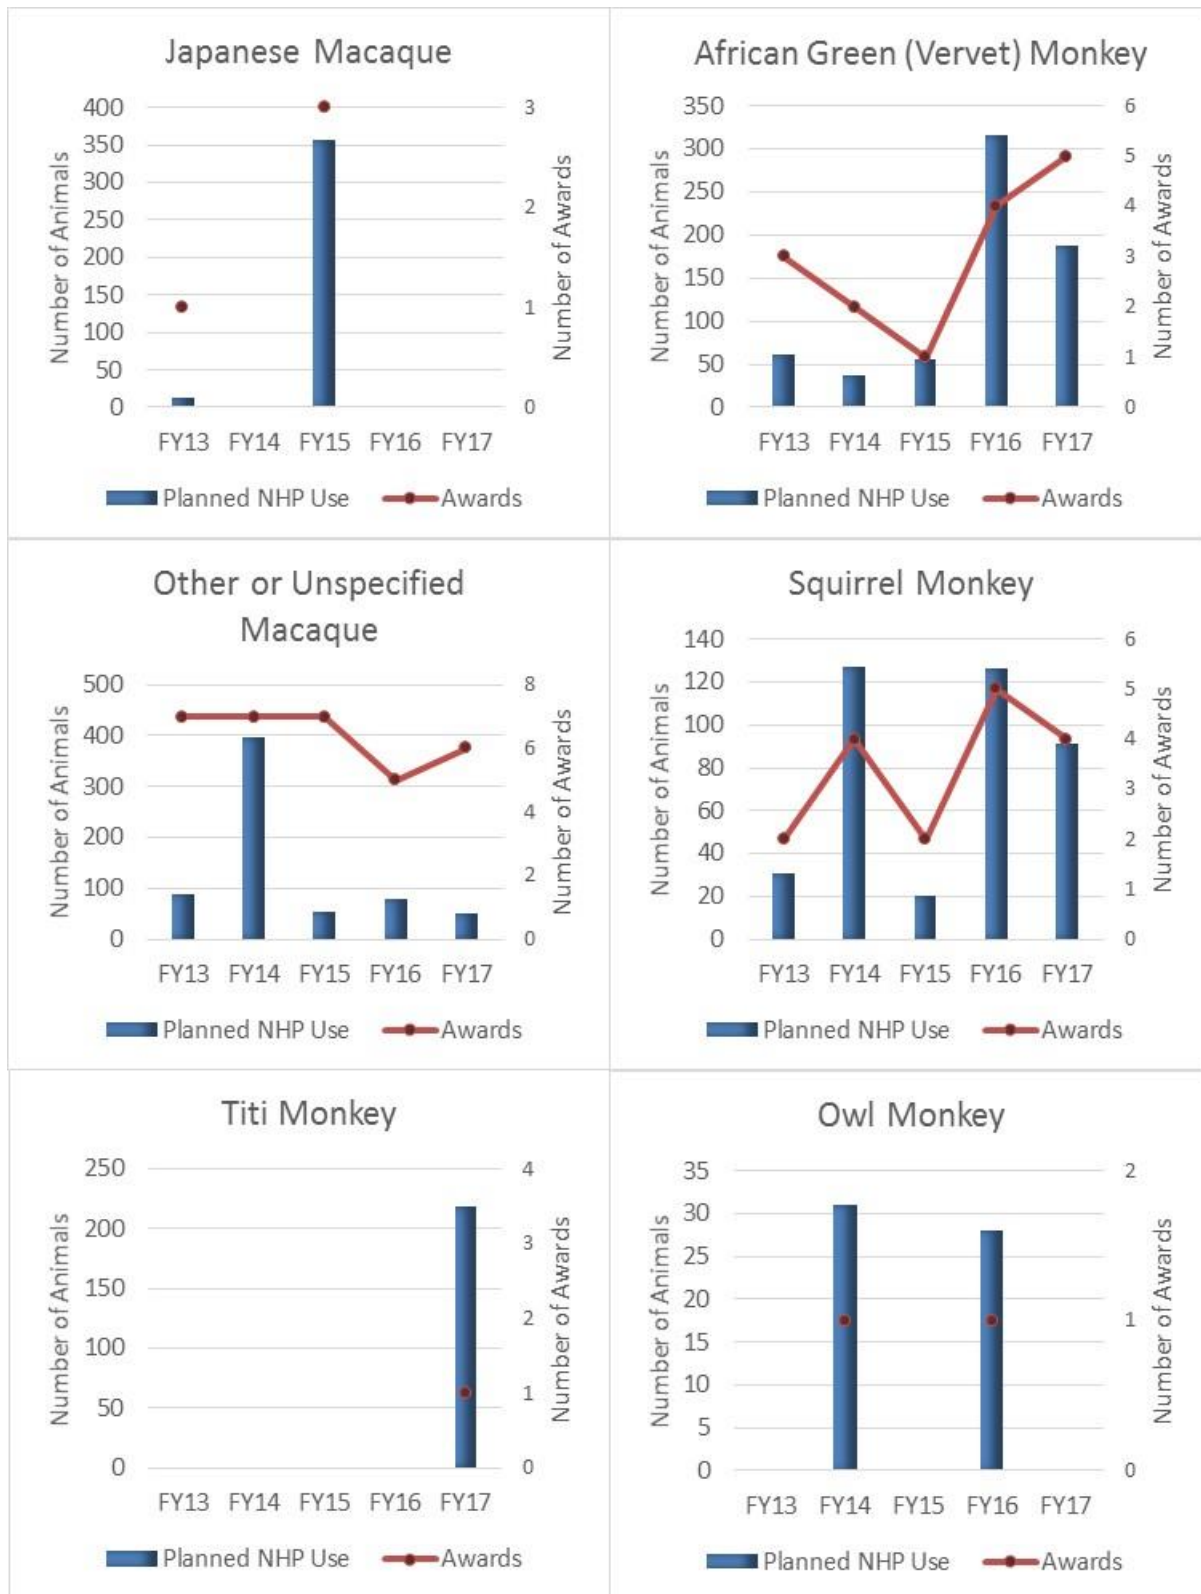 Japanese Macaque
400
350
300
250
200
150
100
50
0
Number of Animals
3
2
1
0
Number of Awards
FY13 FY14 FY15 FY16 FY17
Planned NHP Use Awards
African Green (Vervet) Monkey
350
300
250
200
150
100
50
0
Number of Animals
6
5
4
3
2
1
0
Number of Awards
FY13 FY14 FY15 FY16 FY17
Planned NHP Use Awards
Other or Unspecified
Macaque
500
400
300
200
100
0
Number of Animals
8
6
4
2
0
Number of Awards
FY13 FY14 FY15 FY16 FY17
Planned NHP Use Awards
Squirrel Monkey
140
120
100
80
60
40
20
0
Number of Animals
6
5
4
3
2
1
0
Number of Awards
FY13 FY14 FY15 FY16 FY17
Planned NHP Use Awards
Titi Monkey
250
200
150
100
50
0
Number of Animals
4
3
2
1
0
Number of Awards
FY13 FY14 FY15 FY16 FY17
Planned NHP Use Awards
Owl Monkey
35
30
25
20
15
10
5
0
Number of Animals
2
1
0
Number of Awards
FY13 FY14 FY15 FY16 FY17
Planned NHP Use Awards